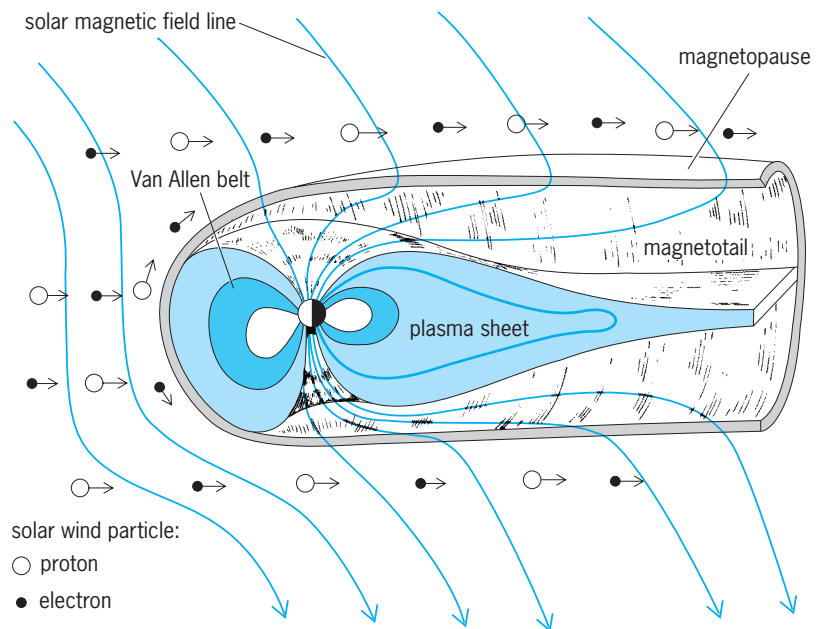 solar magnetic field line
magnetopause
Van Allen belt
magnetotail
plasma sheet
solar wind particle:
proton
electron